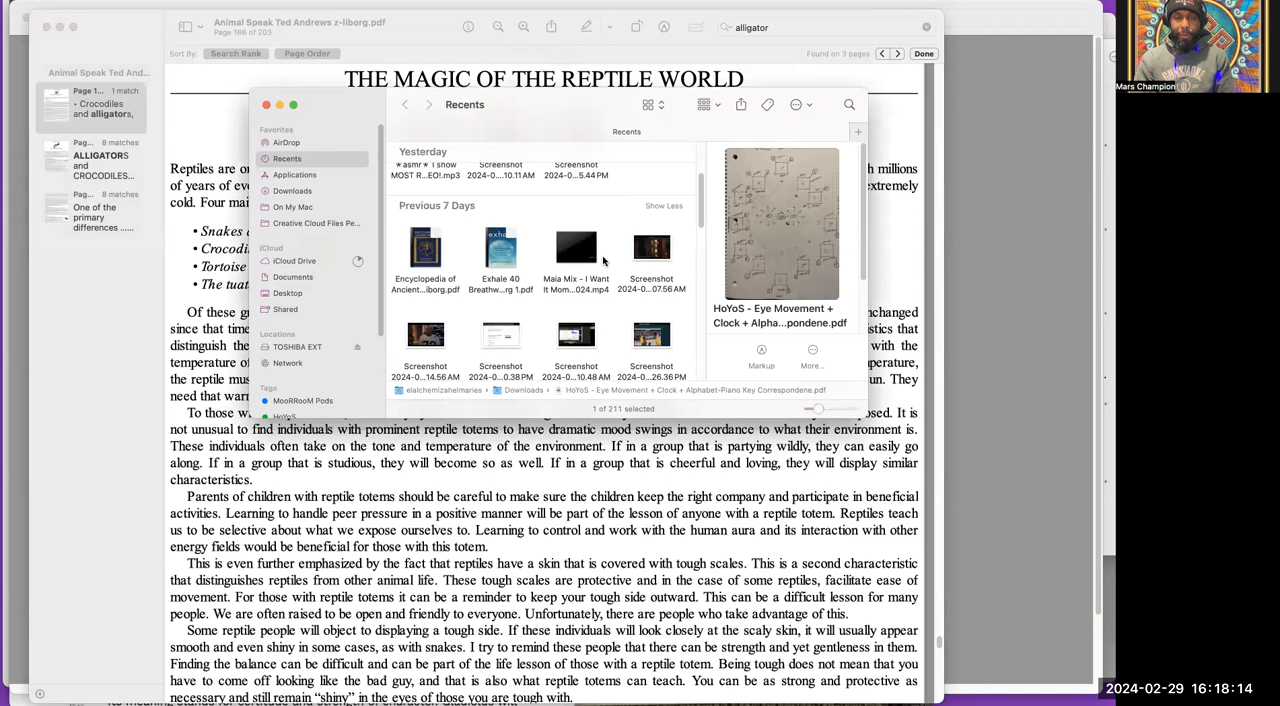 Animal Speak Ted Andrews z-liborg.pdf
Page 186 of 203
alligator
Sort By:
Search Rank
Page Order
Found on 3 pages
Done
Animal Speak Ted And...
Page 1... 1 match
• Crocodiles
and alligators,
Pag... 8 matches
ALLIGATORS
and
CROCODILES...
Pag... 8 matches
One of the
primary
differences ......
THE MAGIC OF THE REPTILE WORLD
Reptiles are or
h millions
of years of eve
extremely
cold. Four mai
• Snakes a
• Crocodi
• Tortoise
• The tuat
Of these gr
nchanged
since that time
stics that
distinguish the
with the
temperature of
mperature,
the reptile mus
un. They
need that warn
To those w
posed. It is
not unusual to find individuals with prominent reptile totems to have dramatic mood swings in accordance to what their environment is.
These individuals often take on the tone and temperature of the environment. If in a group that is partying wildly, they can easily go
along. If in a group that is studious, they will become so as well. If in a group that is cheerful and loving, they will display similar
characteristics.
Parents of children with reptile totems should be careful to make sure the children keep the right company and participate in beneficial
activities. Learning to handle peer pressure in a positive manner will be part of the lesson of anyone with a reptile totem. Reptiles teach
us to be selective about what we expose ourselves to. Learning to control and work with the human aura and its interaction with other
energy fields would be beneficial for those with this totem.
This is even further emphasized by the fact that reptiles have a skin that is covered with tough scales. This is a second characteristic
that distinguishes reptiles from other animal life. These tough scales are protective and in the case of some reptiles, facilitate ease of
movement. For those with reptile totems it can be a reminder to keep your tough side outward. This can be a difficult lesson for many
people. We are often raised to be open and friendly to everyone. Unfortunately, there are people who take advantage of this.
Some reptile people will object to displaying a tough side. If these individuals will look closely at the scaly skin, it will usually appear
smooth and even shiny in some cases, as with snakes. I try to remind these people that there can be strength and yet gentleness in them.
Finding the balance can be difficult and can be part of the life lesson of those with a reptile totem. Being tough does not mean that you
have to come off looking like the bad guy, and that is also what reptile totems can teach. You can be as strong and protective as
necessary and still remain “shiny” in the eyes of those you are tough with.
Recents
Favorites
AirDrop
Recents
Applications
Downloads
On My Mac
Creative Cloud Files Pe...
iCloud
iCloud Drive
Documents
Desktop
Shared
Locations
TOSHIBA EXT
Network
Tags
MoorRooM Pods
HoYoS
Recents
Yesterday
*asmr* I show
MOST R...EO!.mp3
Screenshot
2024-0....10.11 AM
Screenshot
2024-0...5.44 PM
Previous 7 Days
Show Less
Encyclopedia of
Ancient...iborg.pdf
Exhale 40
Breathw...rg 1.pdf
Maia Mix - I Want
It Mom...024.mp4
Screenshot
2024-0...07.56 AM
Screenshot
2024-0...14.56 AM
Screenshot
2024-0...0.38 PM
Screenshot
2024-0...10.48 AM
Screenshot
2024-0...26.36 PM
HoYoS - Eye Movement +
Clock + Alpha...pondene.pdf
Markup
More...
elalchemizahelmaries
Downloads
HoYoS - Eye Movement + Clock + Alphabet-Piano Key Correspondene.pdf
1 of 211 selected
Mars Champion
2024-02-29 16:18:14